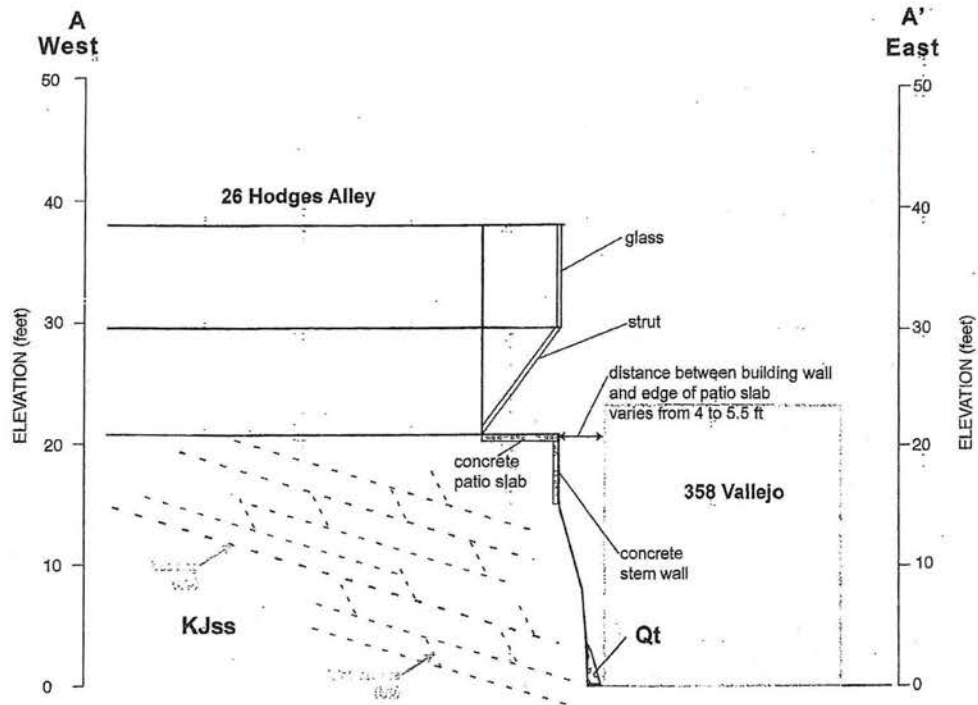 A
West
A'
East
50
50
40
40
26 Hodges Alley
glass
30
30
strut
ELEVATION (feet)
ELEVATION (feet)
distance between building wall
and edge of patio slab
varies from 4 to 5.5 ft
20
20
concrete
patio slab
358 Vallejo
concrete
stem wall
10
10
KJss
Qt
0
0